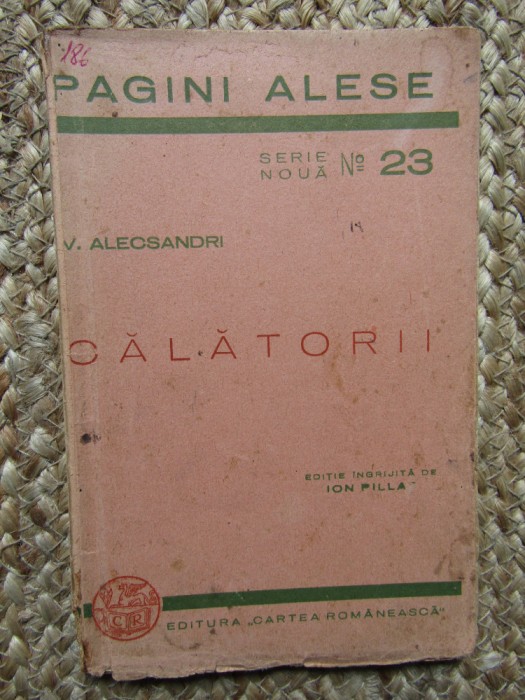 186
PAGINI ALESE
SERIE
NOUĂ № 23
V. ALECSANDRI
CĂLĂTORII
EDIȚIE ÎNGRIJITĂ DE
ION PILLAT
CR
EDITURA „CARTEA ROMÂNEASCĂ"